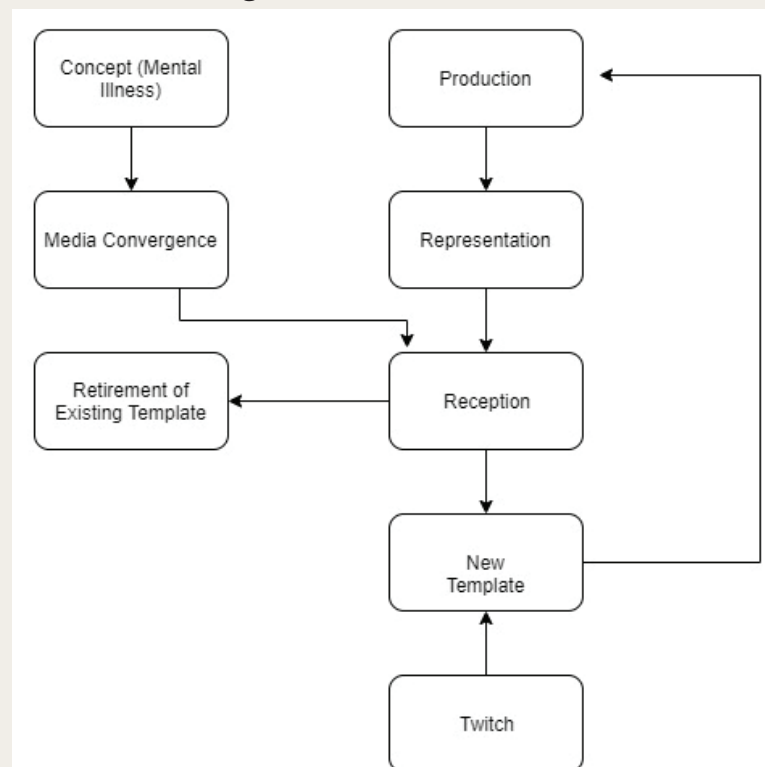 Concept (Mental
Illness)
Production
Media Convergence
Representation
Retirement of
Existing Template
Reception
New
Template
Twitch